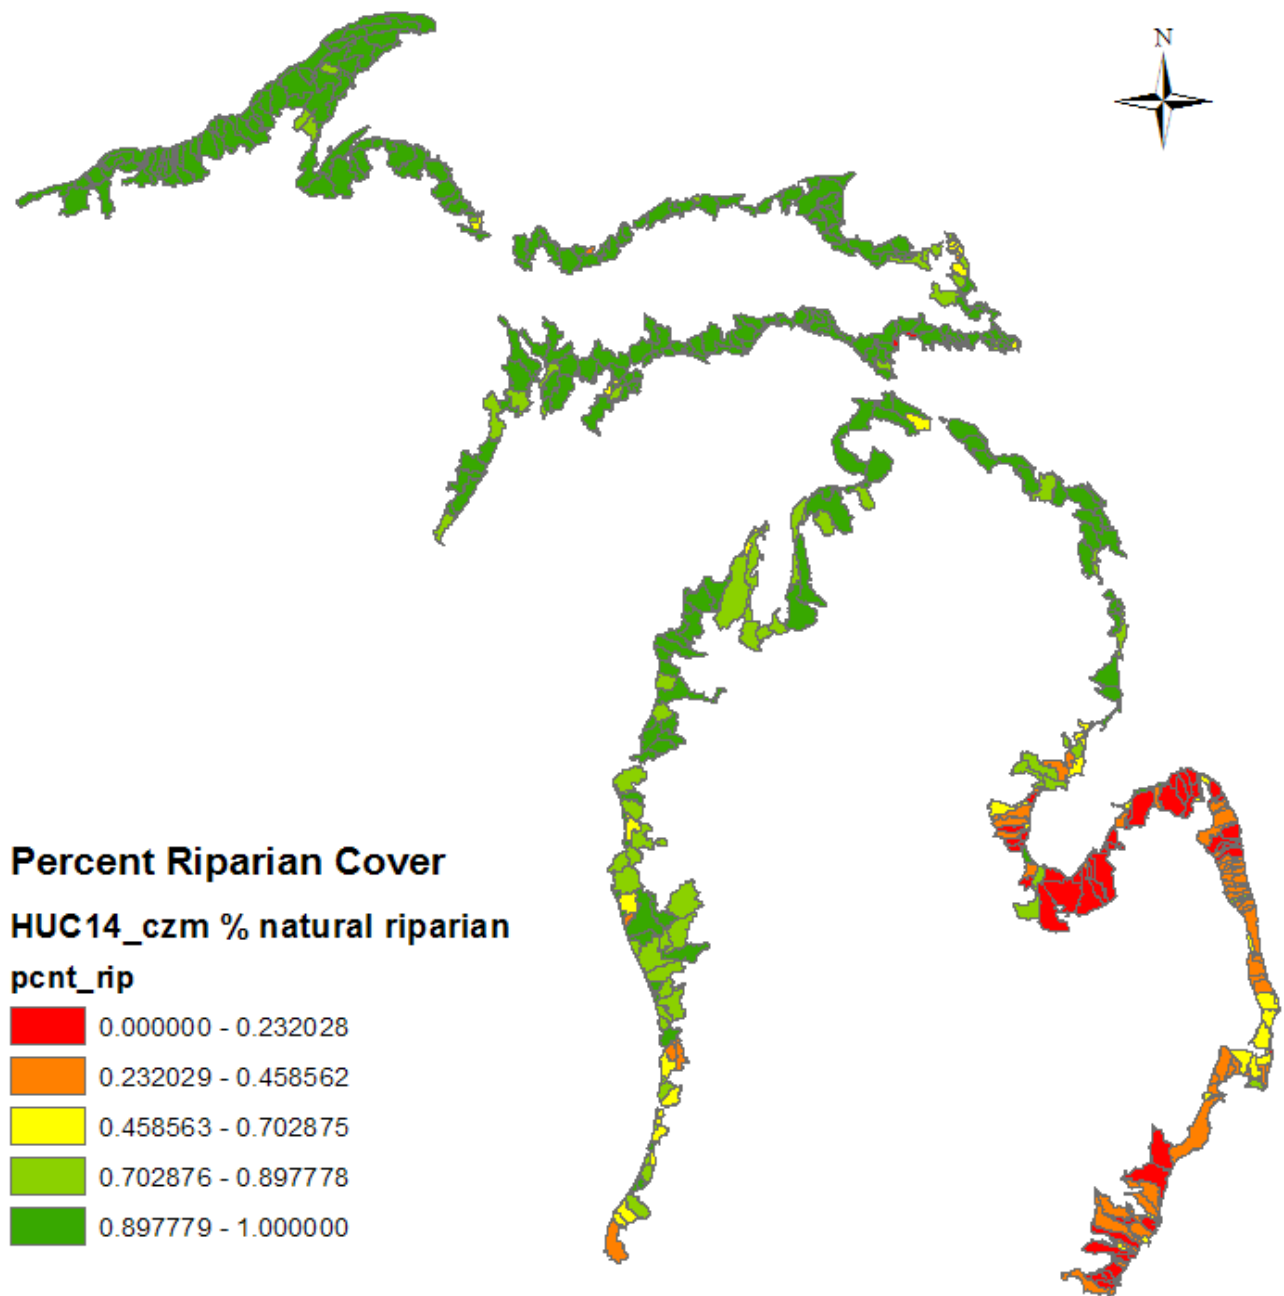 N
Percent Riparian Cover
HUC14_czm % natural riparian
pcnt_rip
0.000000 - 0.232028
0.232029 - 0.458562
0.458563 - 0.702875
0.702876 - 0.897778
0.897779 - 1.000000